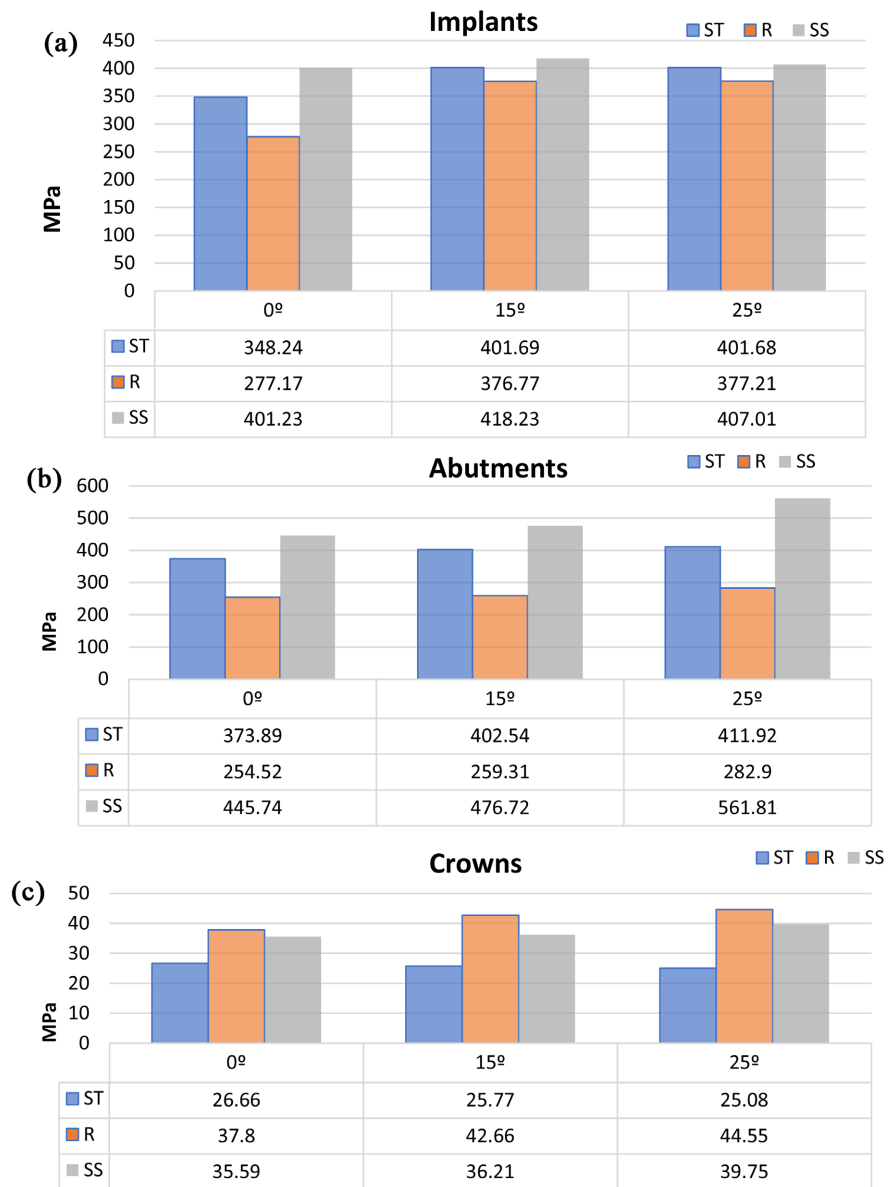 (a)
Implants
ST R SS
450
400
350
300
250
200
150
100
50
0
MPa
0º 15º 25º
ST 348.24 401.69 401.68
R 277.17 376.77 377.21
SS 401.23 418.23 407.01
(b)
Abutments
ST R SS
600
500
400
300
200
100
0
MPa
0º 15º 25º
ST 373.89 402.54 411.92
R 254.52 259.31 282.9
SS 445.74 476.72 561.81
(c)
Crowns
ST R SS
50
40
30
20
10
0
MPa
0º 15º 25º
ST 26.66 25.77 25.08
R 37.8 42.66 44.55
SS 35.59 36.21 39.75